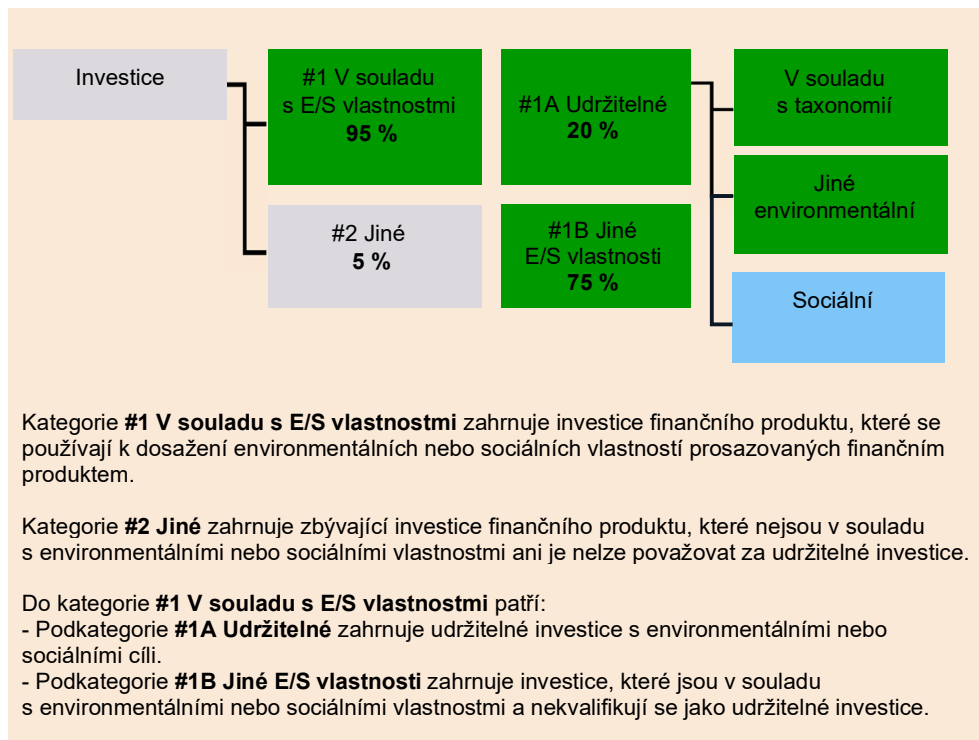 Investice
#1 V souladu
s E/S vlastnostmi
95 %
#2 Jiné
5 %
#1A Udržitelné
20 %
#1B Jiné
E/S vlastnosti
75 %
V souladu
s taxonomií
Jiné
environmentální
Sociální
Kategorie #1 V souladu s E/S vlastnostmi zahrnuje investice finančního produktu, které se
používají k dosažení environmentálních nebo sociálních vlastností prosazovaných finančním
produktem.
Kategorie #2 Jiné zahrnuje zbývající investice finančního produktu, které nejsou v souladu
s environmentálními nebo sociálními vlastnostmi ani je nelze považovat za udržitelné investice.
Do kategorie #1 V souladu s E/S vlastnostmi patří:
- Podkategorie #1A Udržitelné zahrnuje udržitelné investice s environmentálními nebo
sociálními cíli.
- Podkategorie #1B Jiné E/S vlastnosti zahrnuje investice, které jsou v souladu
s environmentálními nebo sociálními vlastnostmi a nekvalifikují se jako udržitelné investice.